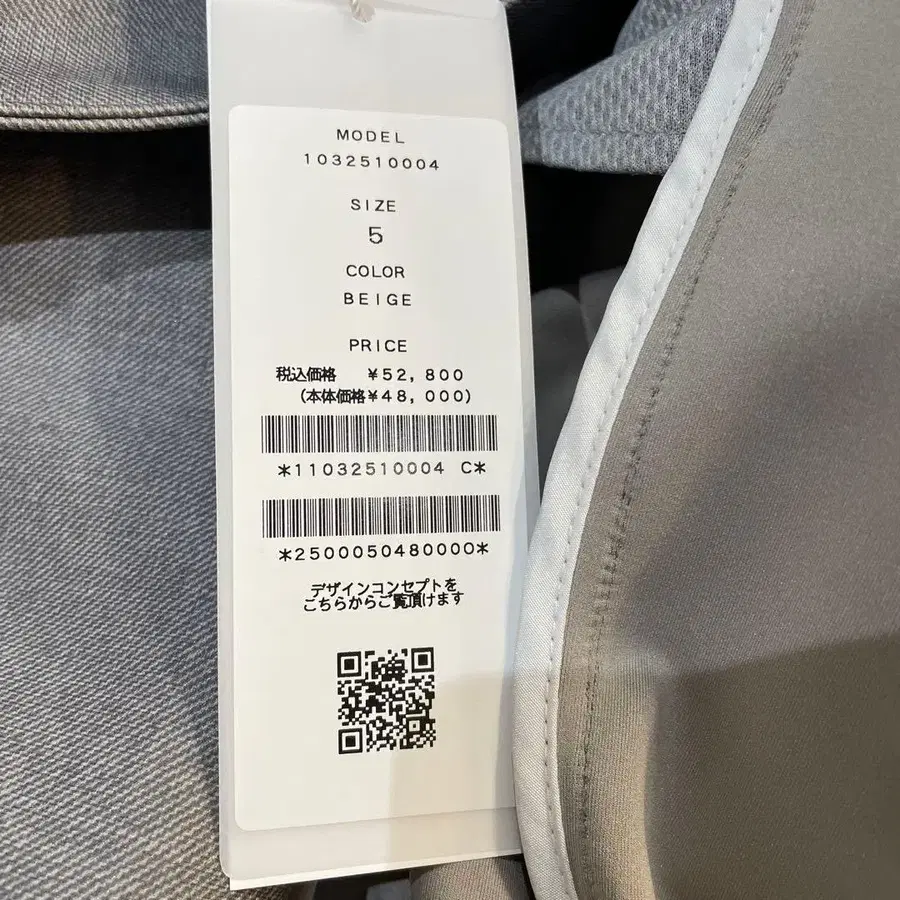 MODEL
1032510004
SIZE
5
COLOR
BEIGE
PRICE
税込価格 ¥52,800
(本体価格¥48,000)
*11032510004 C*
*2500050480000*
デザインコンセプトを
こちらからご覧頂けます